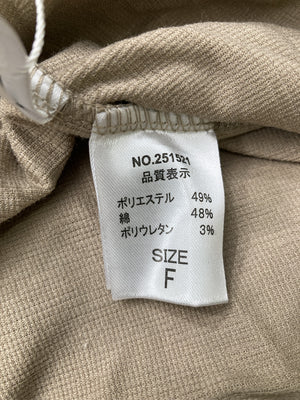 NO.251521
品質表示
ポリエステル 49%
綿 48%
ポリウレタン 3%
SIZE
F